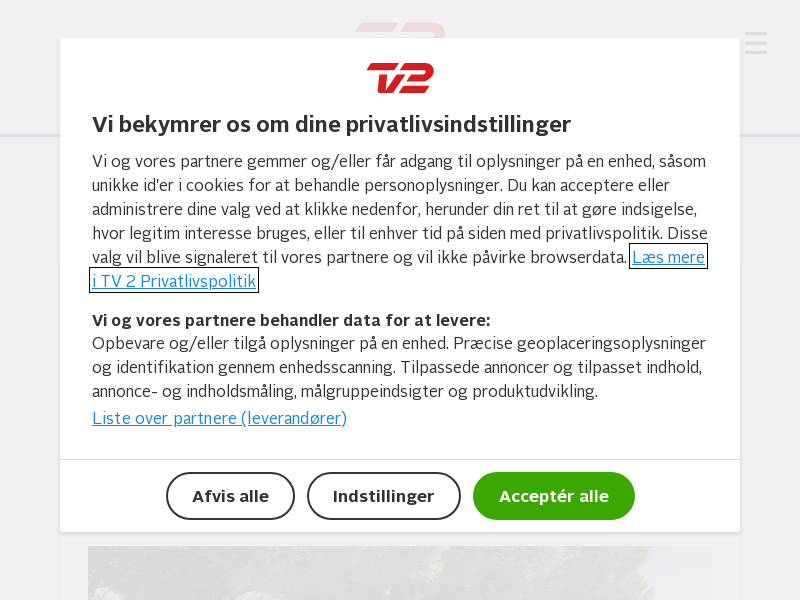 TV2
Vi bekymrer os om dine privatlivsindstillinger
Vi og vores partnere gemmer og/eller får adgang til oplysninger på en enhed, såsom
unikke id'er i cookies for at behandle personoplysninger. Du kan acceptere eller
administrere dine valg ved at klikke nedenfor, herunder din ret til at gøre indsigelse,
hvor legitim interesse bruges, eller til enhver tid på siden med privatlivspolitik. Disse
valg vil blive signaleret til vores partnere og vil ikke påvirke browserdata. Læs mere
i TV 2 Privatlivspolitik
Vi og vores partnere behandler data for at levere:
Opbevare og/eller tilgå oplysninger på en enhed. Præcise geoplaceringsoplysninger
og identifikation gennem enhedsscanning. Tilpassede annoncer og tilpasset indhold,
annonce- og indholdsmåling, målgruppeindsigter og produktudvikling.
Liste over partnere (leverandører)
Afvis alle
Indstillinger
Acceptér alle